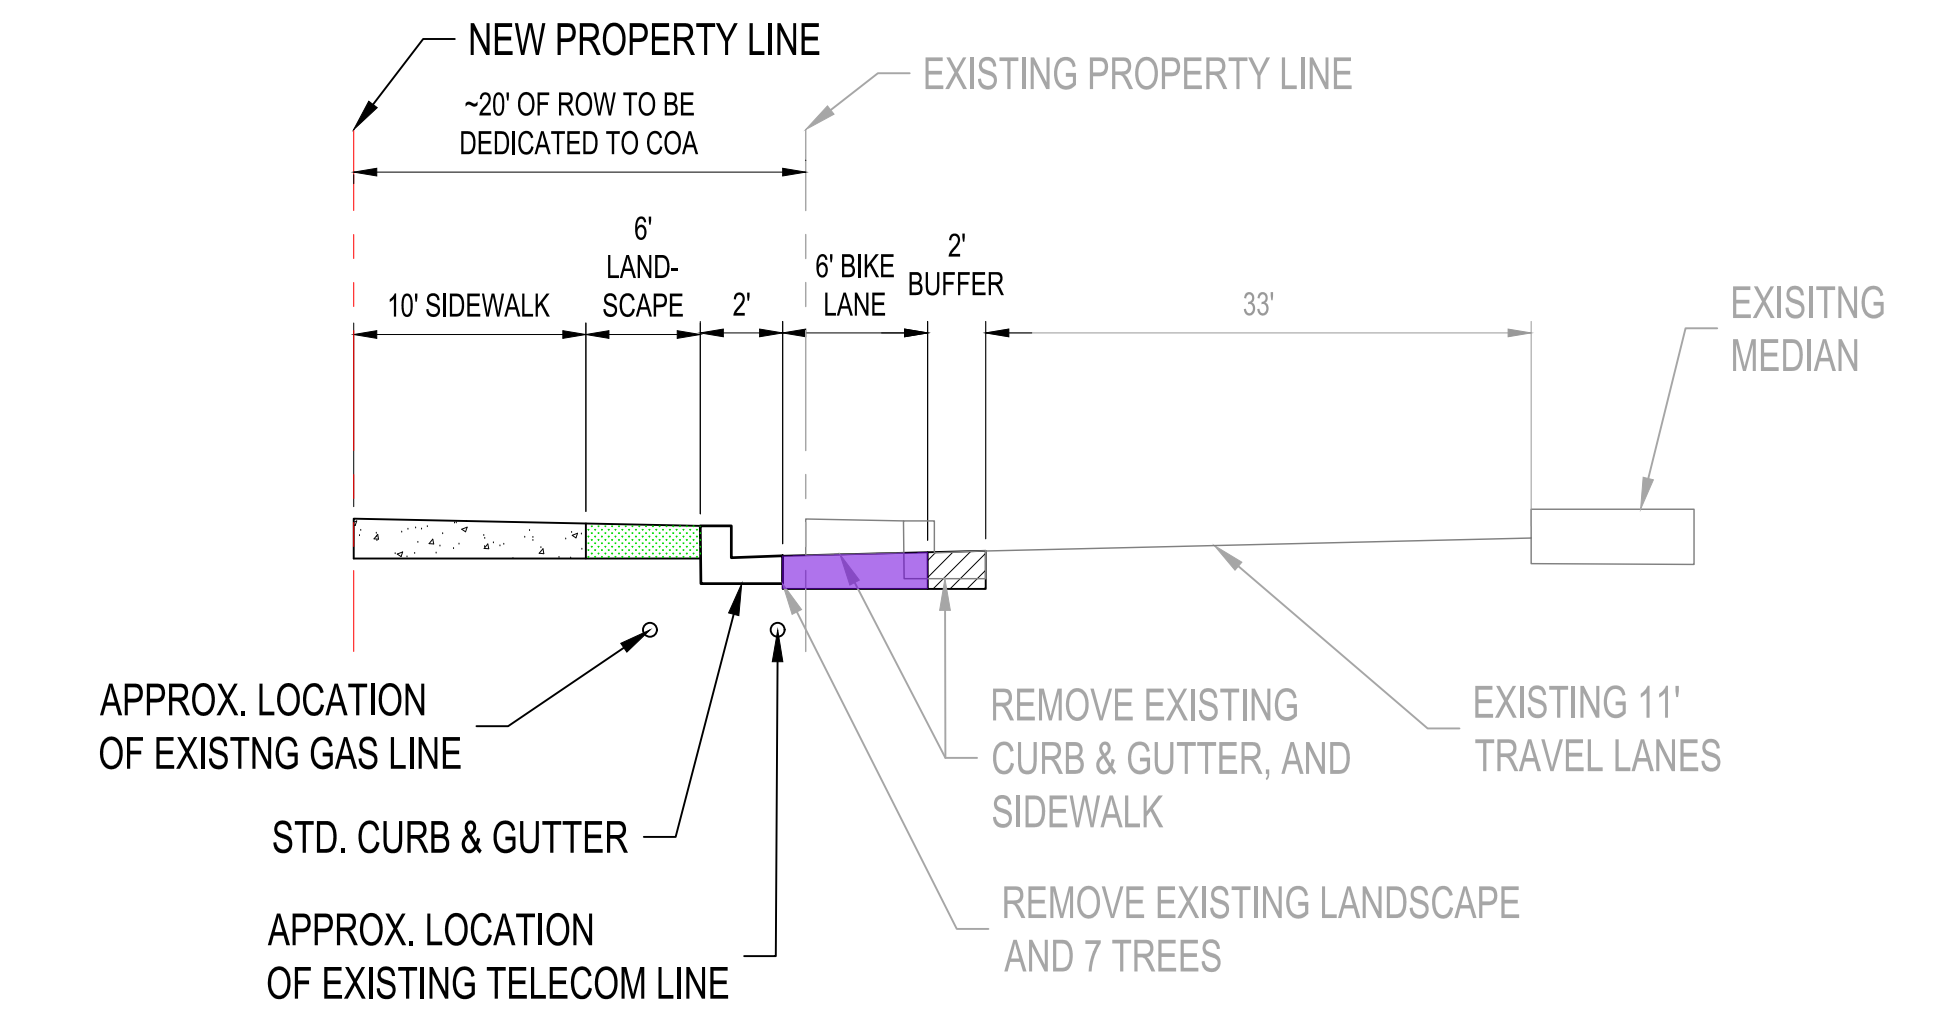 NEW PROPERTY LINE
EXISTING PROPERTY LINE
~20' OF ROW TO BE
DEDICATED TO COA
10' SIDEWALK
6'
LAND-
SCAPE
2'
6' BIKE
LANE
2'
BUFFER
33'
EXISITNG
MEDIAN
APPROX. LOCATION
OF EXISTNG GAS LINE
STD. CURB & GUTTER
APPROX. LOCATION
OF EXISTING TELECOM LINE
REMOVE EXISTING
CURB & GUTTER, AND
SIDEWALK
REMOVE EXISTING LANDSCAPE
AND 7 TREES
EXISTING 11'
TRAVEL LANES